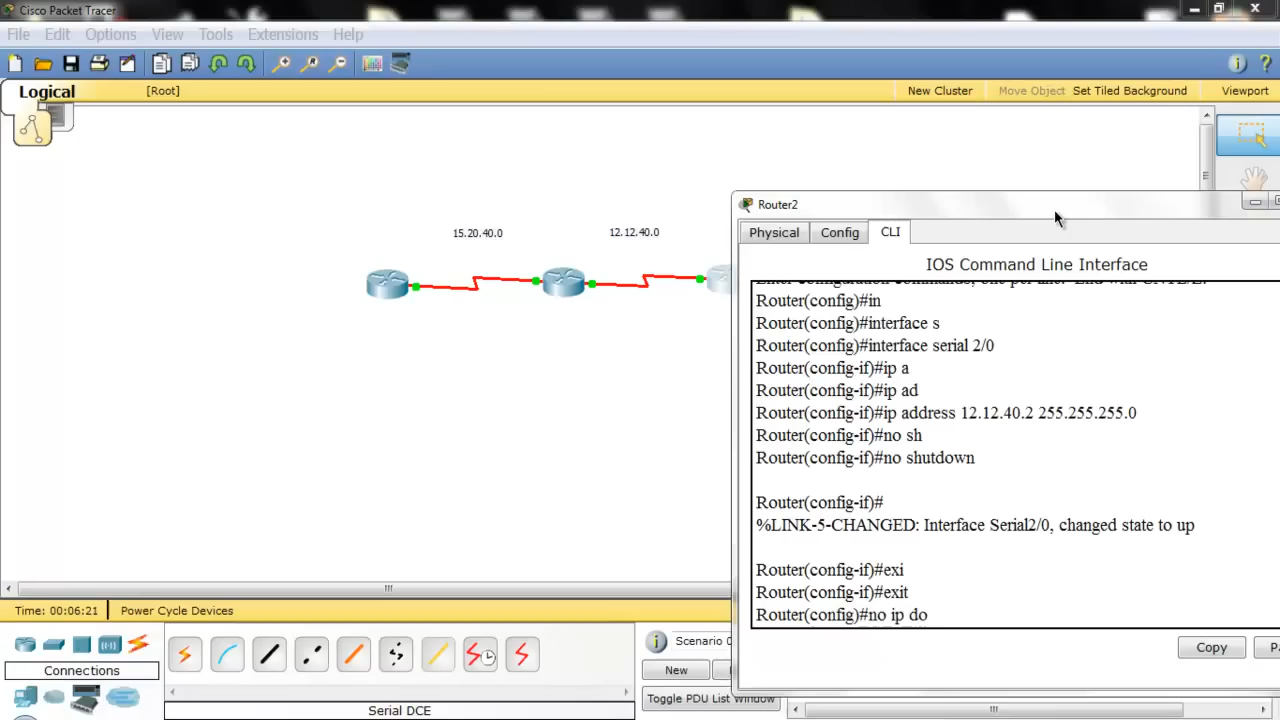 Cisco Packet Tracer
File Edit Options View Tools Extensions Help
Logical [Root] New Cluster Move Object Set Tiled Background Viewport
15.20.40.0 12.12.40.0
Router2
Physical Config CLI
IOS Command Line Interface
Router(config)#in
Router(config)#interface s
Router(config)#interface serial 2/0
Router(config-if)#ip a
Router(config-if)#ip ad
Router(config-if)#ip address 12.12.40.2 255.255.255.0
Router(config-if)#no sh
Router(config-if)#no shutdown
Router(config-if)#
%LINK-5-CHANGED: Interface Serial2/0, changed state to up
Router(config-if)#exi
Router(config-if)#exit
Router(config)#no ip do
Copy
Time: 00:06:21 Power Cycle Devices
Scenario 0
New
Connections
Toggle PDU List Window
Serial DCE